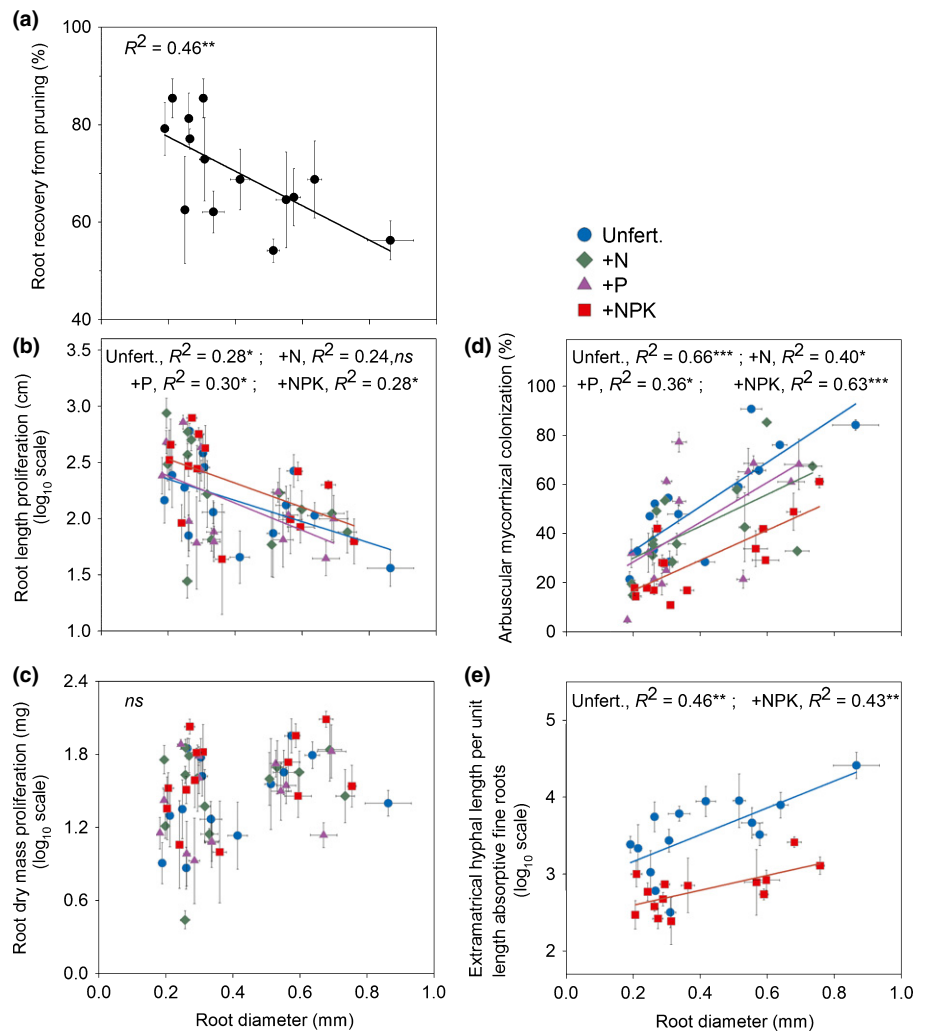 (a)
R2 = 0.46**
Root recovery from pruning (%)
100
80
60
40
Unfert.
+N
+P
+NPK
(b)
Unfert., R2 = 0.28* ; +N, R2 = 0.24,ns
+P, R2 = 0.30* ; +NPK, R2 = 0.28*
Root length proliferation (cm)
(log10 scale)
3.5
3.0
2.5
2.0
1.5
1.0
(d)
Unfert., R2 = 0.66*** ; +N, R2 = 0.40*
+P, R2 = 0.36* ; +NPK, R2 = 0.63***
Arbuscular mycorrhizal colonization (%)
100
80
60
40
20
0
(c)
ns
Root dry mass proliferation (mg)
(log10 scale)
2.4
1.8
1.2
0.6
0.0
0.0 0.2 0.4 0.6 0.8 1.0
Root diameter (mm)
(e)
Unfert., R2 = 0.46** ; +NPK, R2 = 0.43**
Extramatrical hyphal length per unit
length absorptive fine roots
(log10 scale)
5
4
3
2
0.0 0.2 0.4 0.6 0.8 1.0
Root diameter (mm)